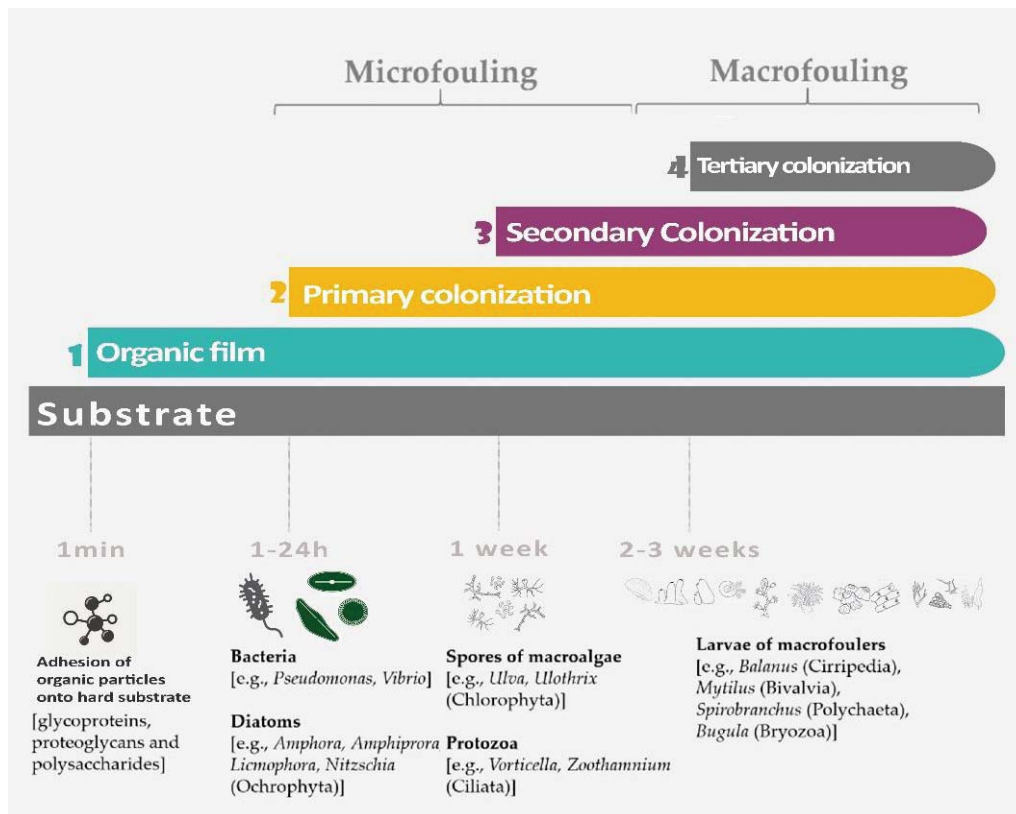 Microfouling
Macrofouling
4 Tertiary colonization
3 Secondary Colonization
2 Primary colonization
1 Organic film
Substrate
1min
1-24h
1 week
2-3 weeks
Adhesion of
organic particles
onto hard substrate
[glycoproteins,
proteoglycans and
polysaccharides]
Bacteria
[e.g., Pseudomonas, Vibrio]
Diatoms
[e.g., Amphora, Amphiprora
Licmophora, Nitzschia
(Ochrophyta)]
Spores of macroalgae
[e.g., Ulva, Ulothrix
(Chlorophyta)]
Protozoa
[e.g., Vorticella, Zoothamnium
(Ciliata)]
Larvae of macrofoulers
[e.g., Balanus (Cirripedia),
Mytilus (Bivalvia),
Spirobranchus (Polychaeta),
Bugula (Bryozoa)]